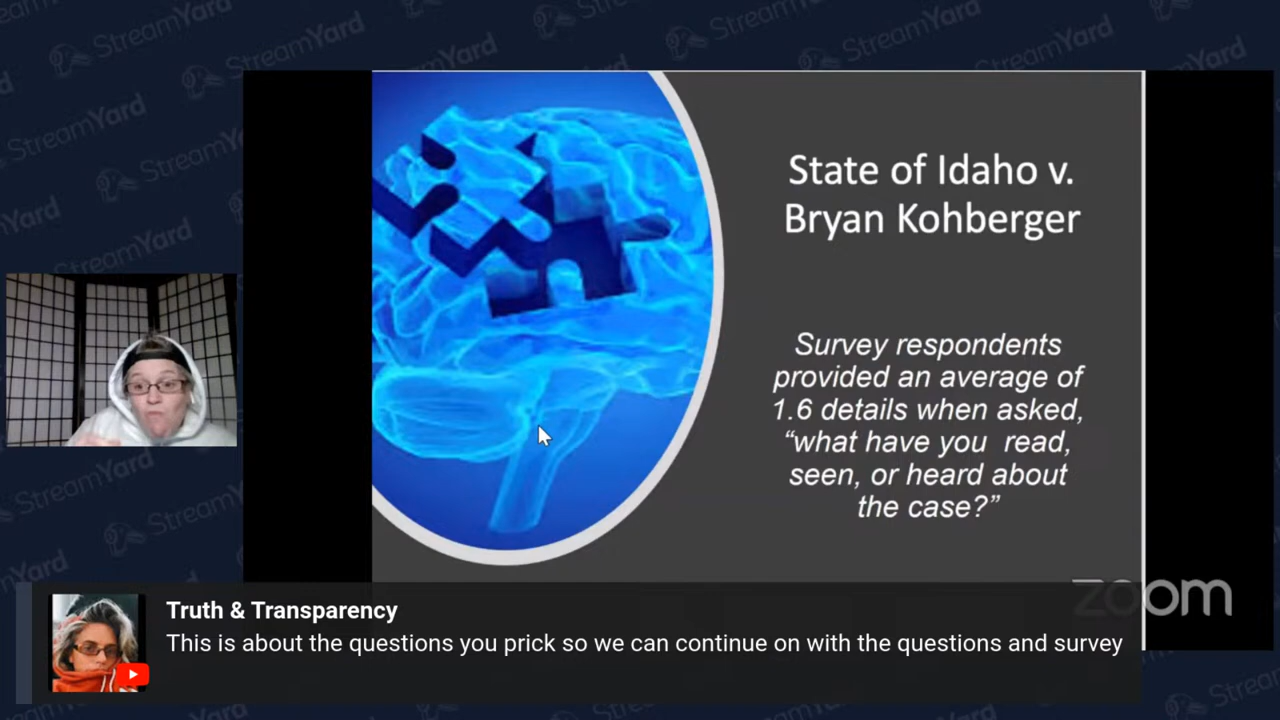 StreamYard
State of Idaho v.
Bryan Kohberger
Survey respondents
provided an average of
1.6 details when asked,
“what have you read,
seen, or heard about
the case?”
zoom
Truth & Transparency
This is about the questions you prick so we can continue on with the questions and survey